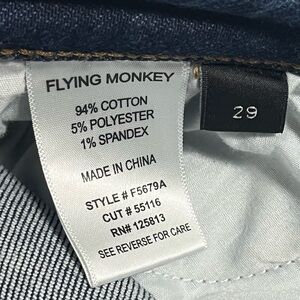 FLYING MONKEY
94% COTTON
5% POLYESTER
1% SPANDEX
MADE IN CHINA
STYLE # F5679A
CUT # 55116
RN# 125813
SEE REVERSE FOR CARE
29